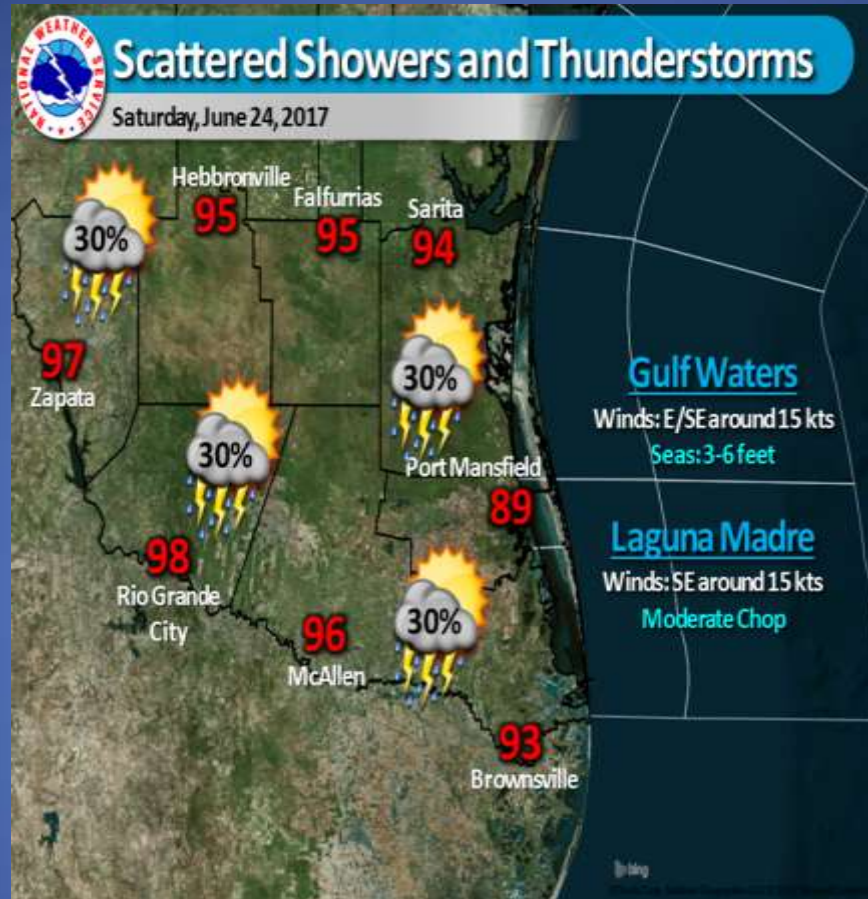 NATIONAL WEATHER SERVICE
Scattered Showers and Thunderstorms
Saturday, June 24, 2017
Hebbronville
95
Falfurrias
95
Sarita
94
30%
97
Zapata
30%
30%
Port Mansfield
89
98
Rio Grande
City
96
McAllen
30%
93
Brownsville
Gulf Waters
Winds: E/SE around 15 kts
Seas: 3-6 feet
Laguna Madre
Winds: SE around 15 kts
Moderate Chop
bing